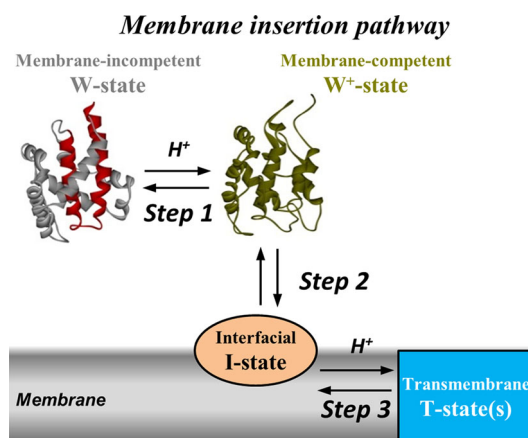 Membrane insertion pathway
Membrane-incompetent
W-state
Membrane-competent
W⁺-state
H⁺
Step 1
Step 2
Interfacial
I-state
H⁺
Step 3
Membrane
Transmembrane
T-state(s)